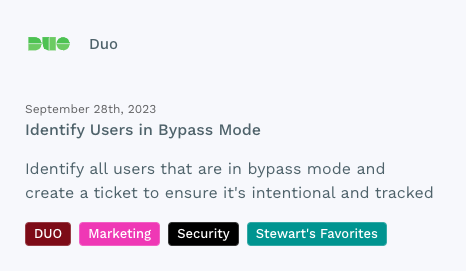 DUO Duo
September 28th, 2023
Identify Users in Bypass Mode
Identify all users that are in bypass mode and
create a ticket to ensure it's intentional and tracked
DUO Marketing Security Stewart's Favorites